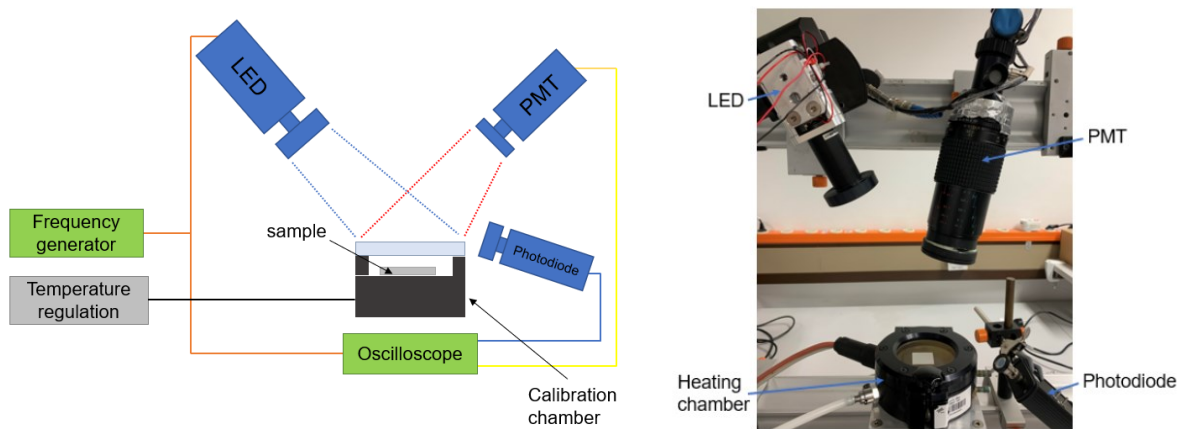 LED
PMT
Frequency
generator
sample
Photodiode
Temperature
regulation
Oscilloscope
Calibration
chamber
LED
PMT
Heating
chamber
Photodiode